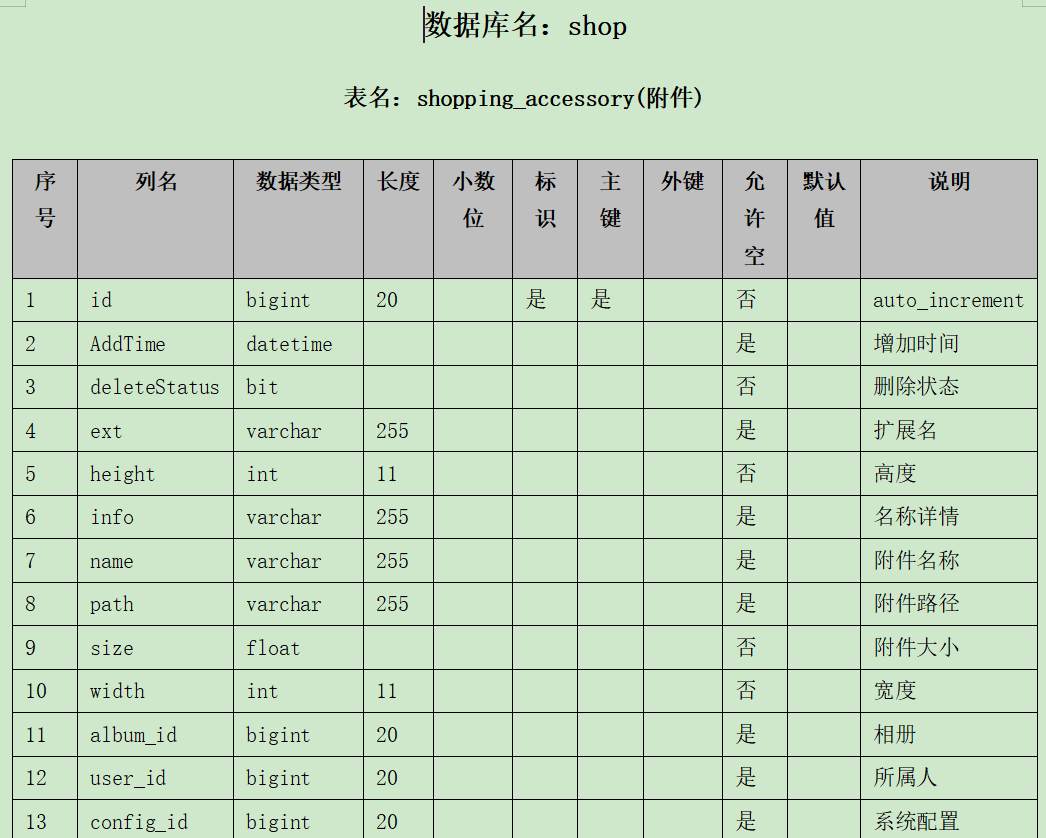 数据库名：shop
表名：shopping_accessory(附件)
序号 列名 数据类型 长度 小数位 标识 主键 外键 允许空 默认值 说明
1 id bigint 20 是 是 否 auto_increment
2 AddTime datetime 是 增加时间
3 deleteStatus bit 否 删除状态
4 ext varchar 255 是 扩展名
5 height int 11 否 高度
6 info varchar 255 是 名称详情
7 name varchar 255 是 附件名称
8 path varchar 255 是 附件路径
9 size float 否 附件大小
10 width int 11 否 宽度
11 album_id bigint 20 是 相册
12 user_id bigint 20 是 所属人
13 config_id bigint 20 是 系统配置